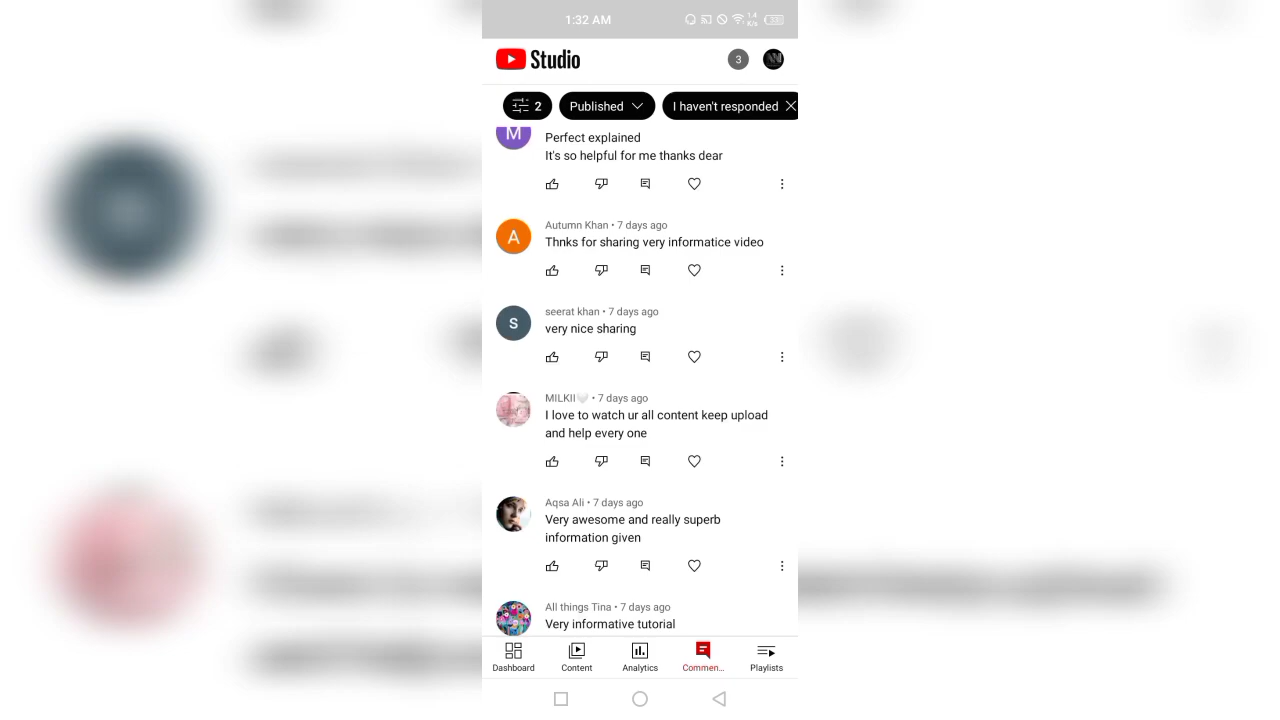 1:32 AM
1.4
K/s
Studio
3
2
Published
I haven't responded
M
Perfect explained
It's so helpful for me thanks dear
Autumn Khan • 7 days ago
A
Thnks for sharing very informatice video
seerat khan • 7 days ago
S
very nice sharing
MILKII🤍 • 7 days ago
I love to watch ur all content keep upload
and help every one
Aqsa Ali • 7 days ago
Very awesome and really superb
information given
All things Tina • 7 days ago
Very informative tutorial
Dashboard
Content
Analytics
Commen...
Playlists